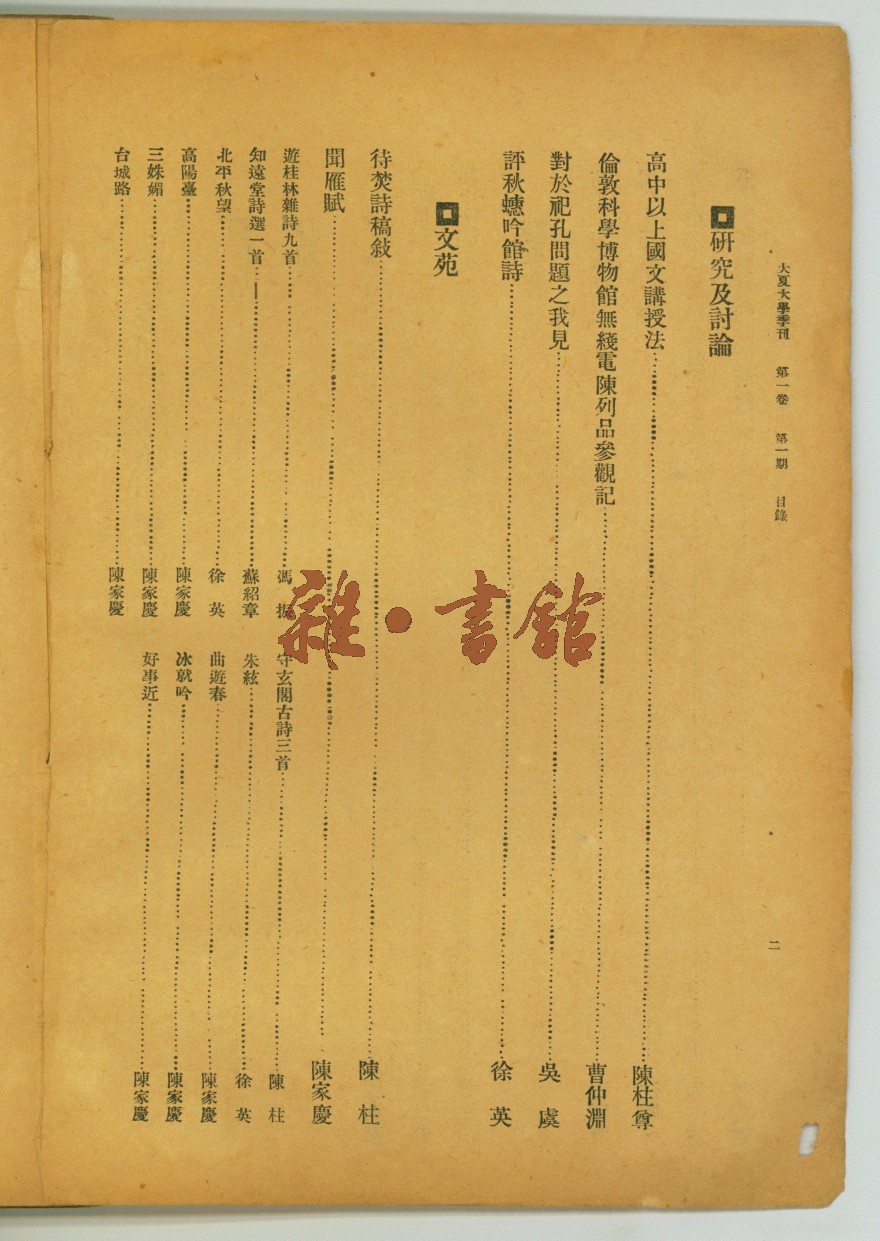 大夏大學季刊　第一卷　第一期　目錄　二
研究及討論
高中以上國文講授法……陳柱尊
倫敦科學博物館無綫電陳列品參觀記……曹仲淵
對於祀孔問題之我見……吳虞
評秋蟪吟館詩……徐英
文苑
待焚詩稿敍……陳柱
聞雁賦……陳家慶
遊桂林雜詩九首……馮振　守玄閣古詩三首……陳柱
知遠堂詩選一首……蘇紹章　朱絃……徐英
北平秋望……徐英　曲遊春……陳家慶
高陽臺……陳家慶　冰就吟……陳家慶
三姝媚……陳家慶　好事近……陳家慶
台城路……陳家慶
雜·書館